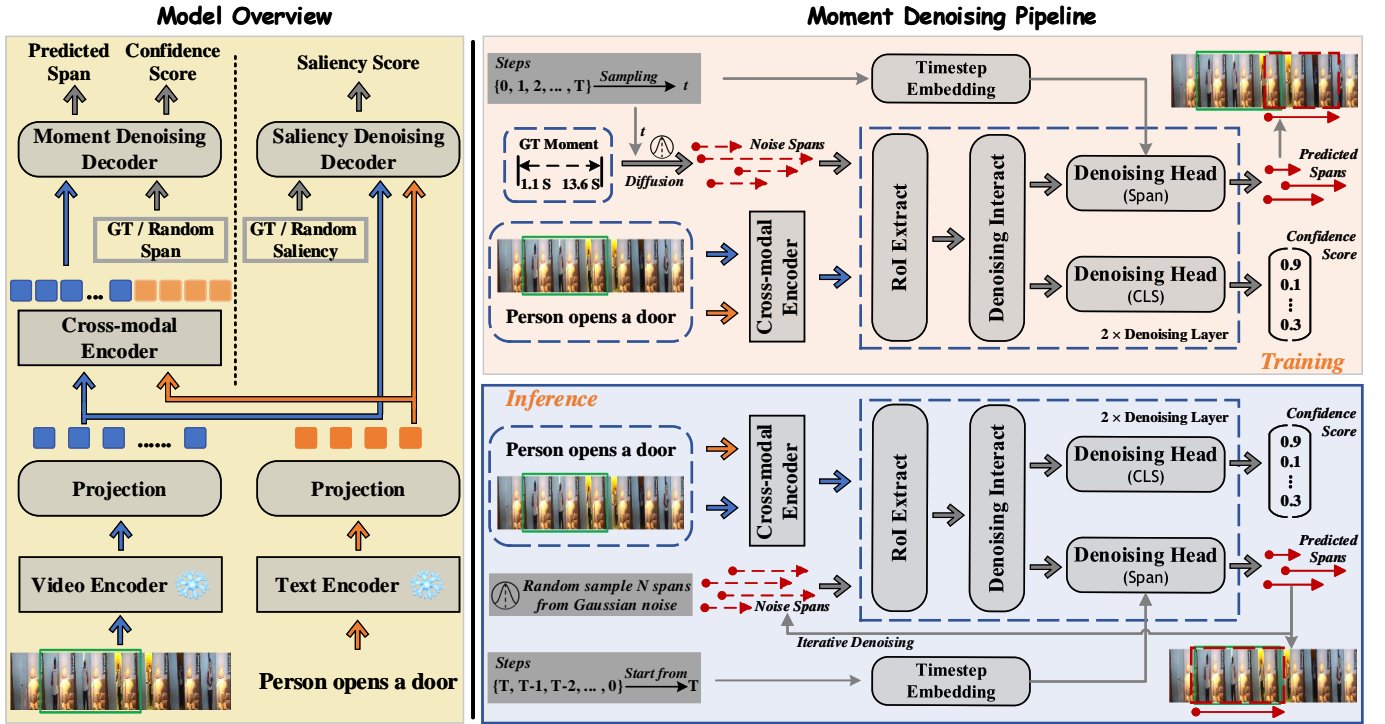 Model Overview
Predicted
Span
Confidence
Score
Saliency Score
Moment Denoising
Decoder
Saliency Denoising
Decoder
GT / Random
Span
GT / Random
Saliency
...
Cross-modal
Encoder
......
Projection
Projection
Video Encoder
Text Encoder
Person opens a door
Moment Denoising Pipeline
Steps
{0, 1, 2, ... , T}
Sampling
t
Timestep
Embedding
t
GT Moment
1.1 S 13.6 S
Diffusion
Noise Spans
Person opens a door
Cross-modal
Encoder
RoI Extract
Denoising Interact
Denoising Head
(Span)
Denoising Head
(CLS)
2 × Denoising Layer
Predicted
Spans
Confidence
Score
0.9
0.1
⋮
0.3
Training
Inference
Person opens a door
Cross-modal
Encoder
Random sample N spans
from Gaussian noise
Noise Spans
RoI Extract
Denoising Interact
2 × Denoising Layer
Denoising Head
(CLS)
Denoising Head
(Span)
Confidence
Score
0.9
0.1
⋮
0.3
Predicted
Spans
Iterative Denoising
Steps
{T, T-1, T-2, ... , 0}
Start from
T
Timestep
Embedding